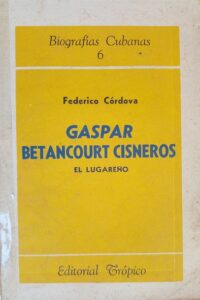 Biografías Cubanas
6
Federico Córdova
GASPAR
BETANCOURT CISNEROS
EL LUGAREÑO
Editorial Trópico